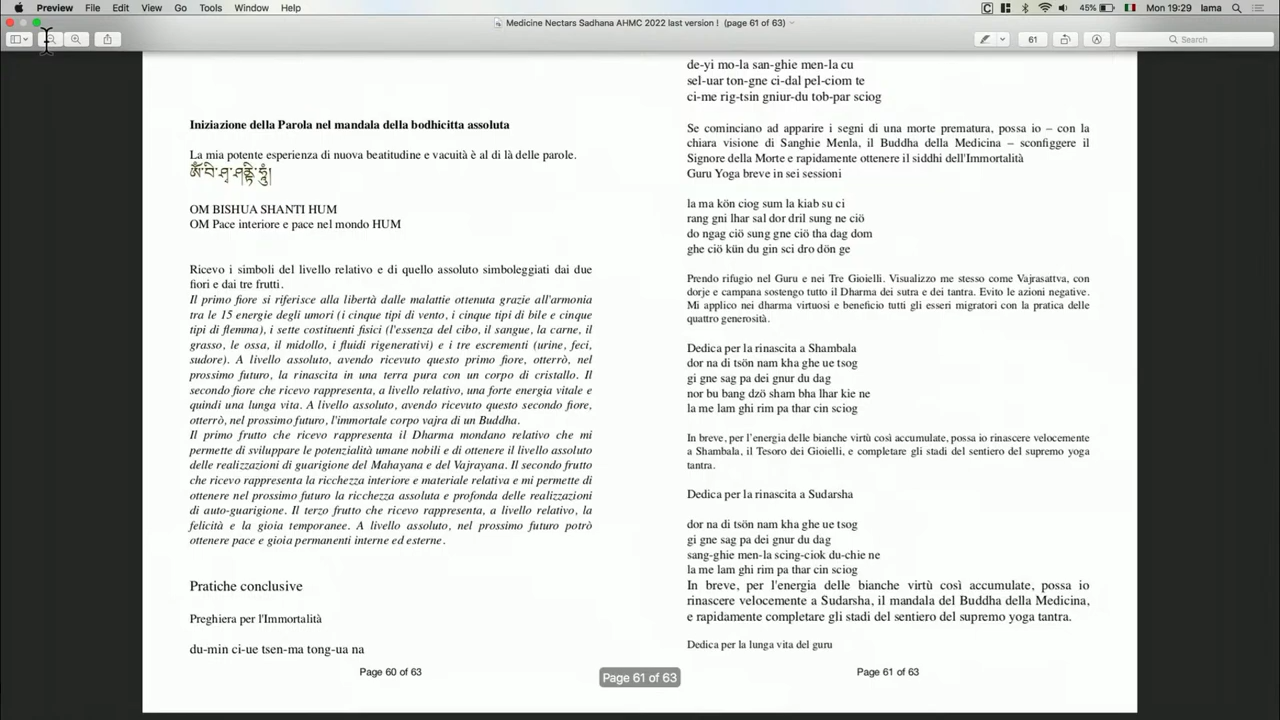 Preview File Edit View Go Tools Window Help
45% Mon 19:29 lama
Medicine Nectars Sadhana AHMC 2022 last version ! (page 61 of 63)
61
Search
Iniziazione della Parola nel mandala della bodhicitta assoluta
La mia potente esperienza di nuova beatitudine e vacuità è al di là delle parole.
ༀ་བི་ཤྭ་ཤནྟི་ཧཱུྃ།
OM BISHUA SHANTI HUM
OM Pace interiore e pace nel mondo HUM
Ricevo i simboli del livello relativo e di quello assoluto simboleggiati dai due
fiori e dai tre frutti.
Il primo fiore si riferisce alla libertà dalle malattie ottenuta grazie all'armonia
tra le 15 energie degli umori (i cinque tipi di vento, i cinque tipi di bile e cinque
tipi di flemma), i sette costituenti fisici (l'essenza del cibo, il sangue, la carne, il
grasso, le ossa, il midollo, i fluidi rigenerativi) e i tre escrementi (urine, feci,
sudore). A livello assoluto, avendo ricevuto questo primo fiore, otterrò, nel
prossimo futuro, la rinascita in una terra pura con un corpo di cristallo. Il
secondo fiore che ricevo rappresenta, a livello relativo, una forte energia vitale e
quindi una lunga vita. A livello assoluto, avendo ricevuto questo secondo fiore,
otterrò, nel prossimo futuro, l'immortale corpo vajra di un Buddha.
Il primo frutto che ricevo rappresenta il Dharma mondano relativo che mi
permette di sviluppare le potenzialità umane nobili e di ottenere il livello assoluto
delle realizzazioni di guarigione del Mahayana e del Vajrayana. Il secondo frutto
che ricevo rappresenta la ricchezza interiore e materiale relativa e mi permette di
ottenere nel prossimo futuro la ricchezza assoluta e profonda delle realizzazioni
di auto-guarigione. Il terzo frutto che ricevo rappresenta, a livello relativo, la
felicità e la gioia temporanee. A livello assoluto, nel prossimo futuro potrò
ottenere pace e gioia permanenti interne ed esterne.
Pratiche conclusive
Preghiera per l'Immortalità
du-min ci-ue tsen-ma tong-ua na
Page 60 of 63
de-yi mo-la san-ghie men-la cu
sel-uar ton-gne ci-dal pel-ciom te
ci-me rig-tsin gniur-du tob-par sciog
Se cominciano ad apparire i segni di una morte prematura, possa io – con la
chiara visione di Sanghie Menla, il Buddha della Medicina – sconfiggere il
Signore della Morte e rapidamente ottenere il siddhi dell'Immortalità
Guru Yoga breve in sei sessioni
la ma kön ciog sum la kiab su ci
rang gni lhar sal dor dril sung ne ciö
do ngag ciö sung gne ciö tha dag dom
ghe ciö kün du gin sci dro dön ge
Prendo rifugio nel Guru e nei Tre Gioielli. Visualizzo me stesso come Vajrasattva, con
dorje e campana sostengo tutto il Dharma dei sutra e dei tantra. Evito le azioni negative.
Mi applico nei dharma virtuosi e beneficio tutti gli esseri migratori con la pratica delle
quattro generosità.
Dedica per la rinascita a Shambala
dor na di tsön nam kha ghe ue tsog
gi gne sag pa dei gnur du dag
nor bu bang dzö sham bha lhar kie ne
la me lam ghi rim pa thar cin sciog
In breve, per l'energia delle bianche virtù così accumulate, possa io rinascere velocemente
a Shambala, il Tesoro dei Gioielli, e completare gli stadi del sentiero del supremo yoga
tantra.
Dedica per la rinascita a Sudarsha
dor na di tsön nam kha ghe ue tsog
gi gne sag pa dei gnur du dag
sang-ghie men-la scing-ciok du-chie ne
la me lam ghi rim pa thar cin sciog
In breve, per l'energia delle bianche virtù così accumulate, possa io
rinascere velocemente a Sudarsha, il mandala del Buddha della Medicina,
e rapidamente completare gli stadi del sentiero del supremo yoga tantra.
Dedica per la lunga vita del guru
Page 61 of 63
Page 61 of 63